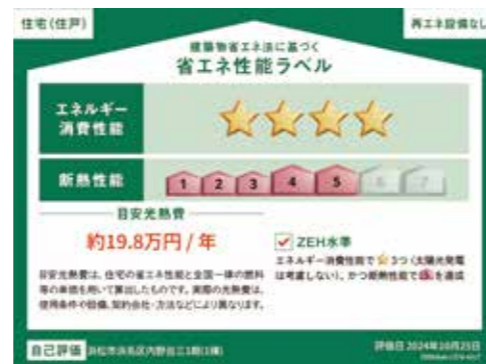 住宅(住戸)
再エネ設備なし
建築物省エネ法に基づく
省エネ性能ラベル
エネルギー
消費性能
断熱性能
1 2 3 4 5 6 7
目安光熱費
約19.8万円/年
目安光熱費は、住宅の省エネ性能と全国一律の燃料
等の単価を用いて算出したものです。実際の光熱費は、
使用条件や設備、契約会社・方法などにより異なります。
ZEH水準
エネルギー消費性能で3つ(太陽光発電
は考慮しない)、かつ断熱性能で5を達成
自己評価 浜松市浜名区内野台三1期(1棟)
評価日 2024年10月25日